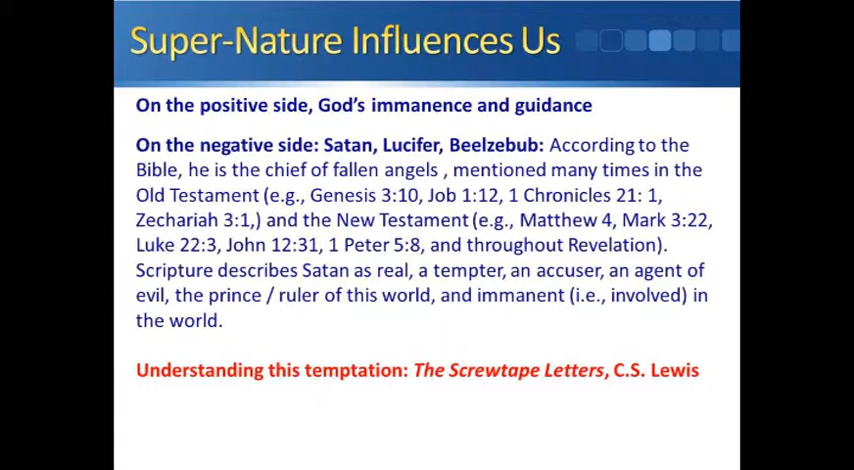 Super-Nature Influences Us
On the positive side, God's immanence and guidance
On the negative side: Satan, Lucifer, Beelzebub: According to the
Bible, he is the chief of fallen angels , mentioned many times in the
Old Testament (e.g., Genesis 3:10, Job 1:12, 1 Chronicles 21: 1,
Zechariah 3:1,) and the New Testament (e.g., Matthew 4, Mark 3:22,
Luke 22:3, John 12:31, 1 Peter 5:8, and throughout Revelation).
Scripture describes Satan as real, a tempter, an accuser, an agent of
evil, the prince / ruler of this world, and immanent (i.e., involved) in
the world.
Understanding this temptation: The Screwtape Letters, C.S. Lewis